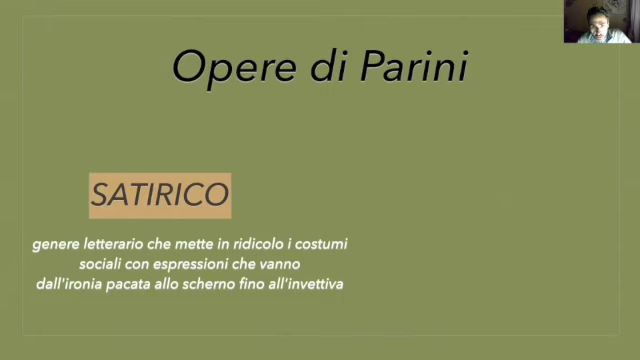 Opere di Parini
SATIRICO
genere letterario che mette in ridicolo i costumi
sociali con espressioni che vanno
dall'ironia pacata allo scherno fino all'invettiva